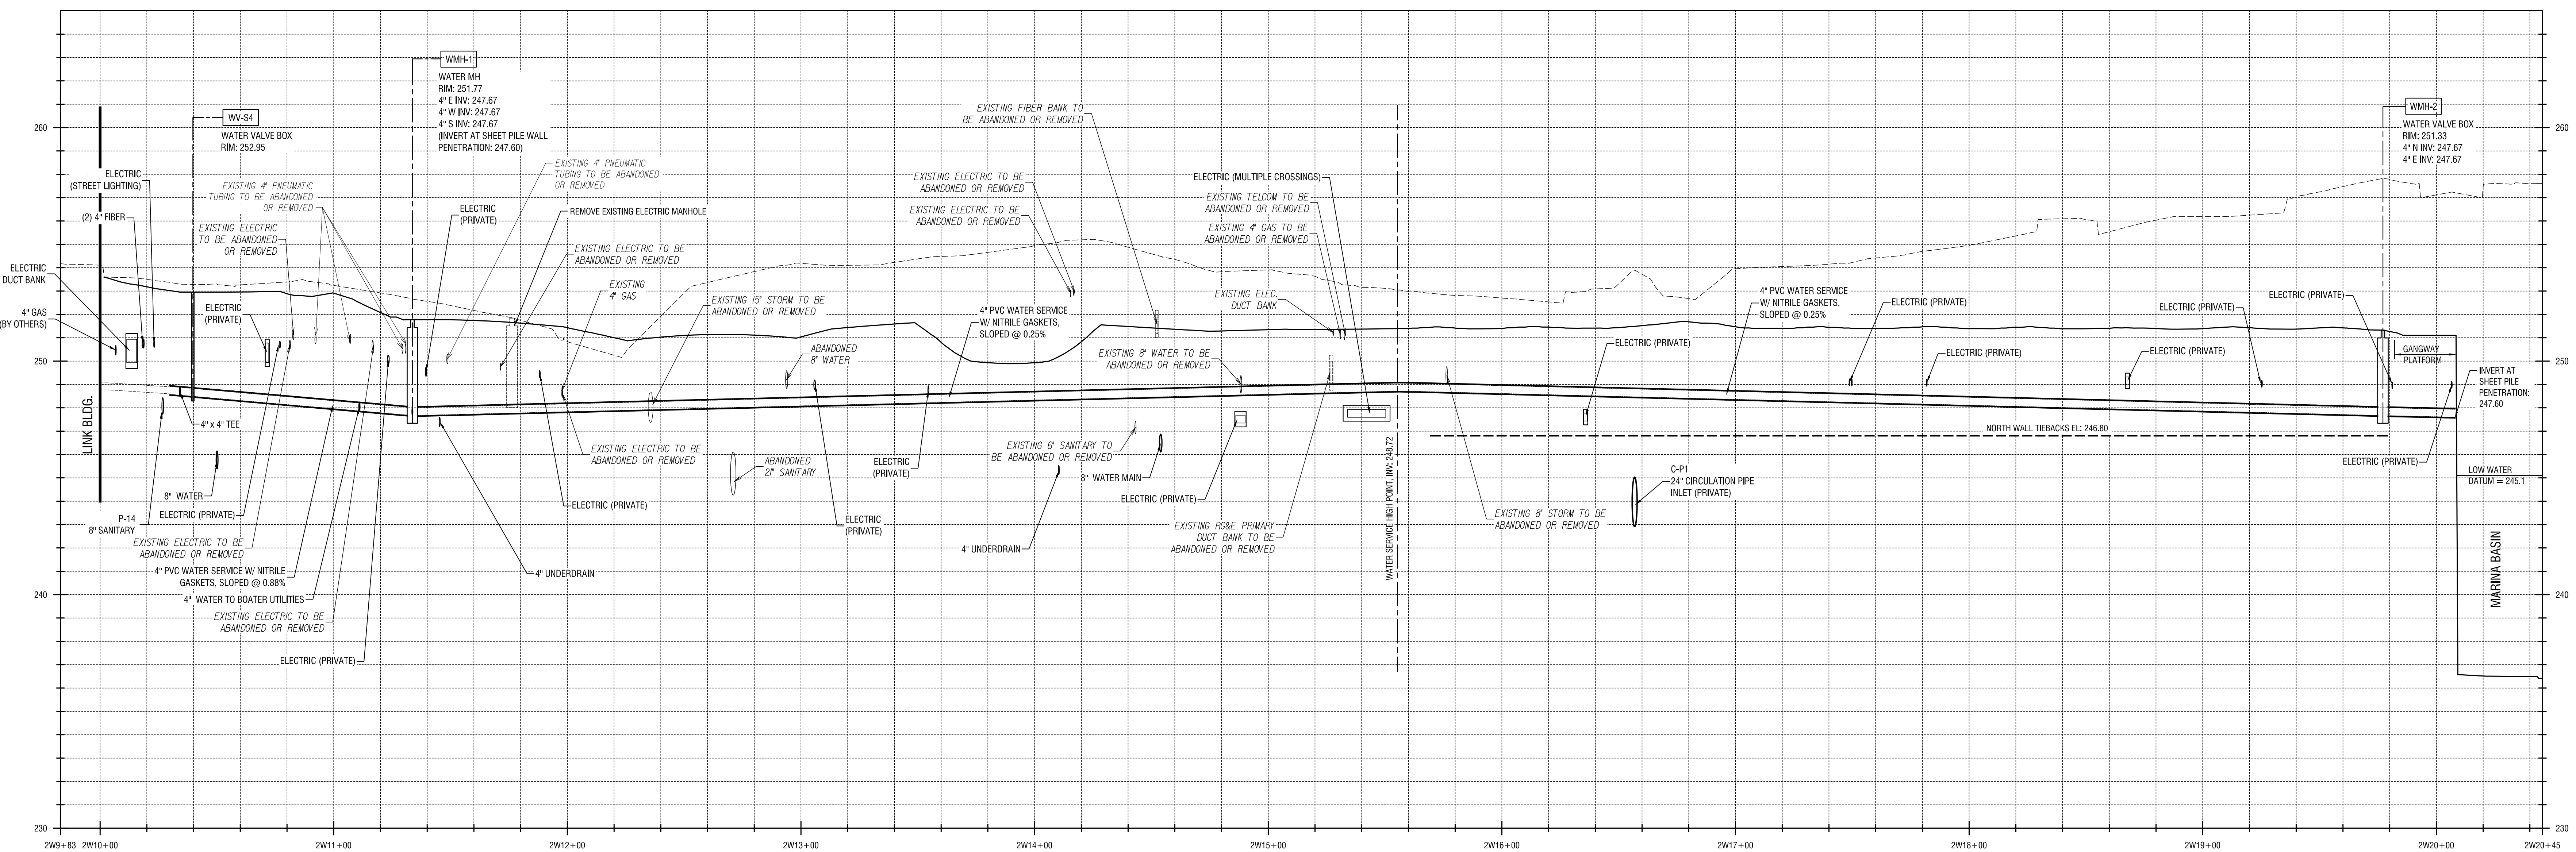 WMH-1
WATER MH
RIM: 251.77
4" E INV: 247.67
4" W INV: 247.67
4" S INV: 247.67
(INVERT AT SHEET PILE WALL
PENETRATION: 247.60)
WV-S4
WATER VALVE BOX
RIM: 252.95
WMH-2
WATER VALVE BOX
RIM: 251.33
4" N INV: 247.67
4" E INV: 247.67
260
260
250
250
240
240
230
230
ELECTRIC
(STREET LIGHTING)
(2) 4" FIBER
ELECTRIC
DUCT BANK
4" GAS
(BY OTHERS)
EXISTING 4" PNEUMATIC
TUBING TO BE ABANDONED
OR REMOVED
EXISTING ELECTRIC
TO BE ABANDONED
OR REMOVED
ELECTRIC
(PRIVATE)
ELECTRIC
(PRIVATE)
EXISTING 4" PNEUMATIC
TUBING TO BE ABANDONED
OR REMOVED
REMOVE EXISTING ELECTRIC MANHOLE
EXISTING ELECTRIC TO BE
ABANDONED OR REMOVED
EXISTING
4" GAS
EXISTING 15" STORM TO BE
ABANDONED OR REMOVED
ABANDONED
8" WATER
EXISTING FIBER BANK TO
BE ABANDONED OR REMOVED
EXISTING ELECTRIC TO BE
ABANDONED OR REMOVED
EXISTING ELECTRIC TO BE
ABANDONED OR REMOVED
4" PVC WATER SERVICE
W/ NITRILE GASKETS,
SLOPED @ 0.25%
ELECTRIC (MULTIPLE CROSSINGS)
EXISTING TELCOM TO BE
ABANDONED OR REMOVED
EXISTING 4" GAS TO BE
ABANDONED OR REMOVED
EXISTING ELEC.
DUCT BANK
EXISTING 8" WATER TO BE
ABANDONED OR REMOVED
ELECTRIC (PRIVATE)
4" PVC WATER SERVICE
W/ NITRILE GASKETS,
SLOPED @ 0.25%
ELECTRIC (PRIVATE)
ELECTRIC (PRIVATE)
ELECTRIC (PRIVATE)
ELECTRIC (PRIVATE)
ELECTRIC (PRIVATE)
GANGWAY
PLATFORM
INVERT AT
SHEET PILE
PENETRATION:
247.60
LINK BLDG.
4" x 4" TEE
8" WATER
P-14
8" SANITARY
ELECTRIC (PRIVATE)
EXISTING ELECTRIC TO BE
ABANDONED OR REMOVED
4" PVC WATER SERVICE W/ NITRILE
GASKETS, SLOPED @ 0.88%
4" WATER TO BOATER UTILITIES
EXISTING ELECTRIC TO BE
ABANDONED OR REMOVED
ELECTRIC (PRIVATE)
4" UNDERDRAIN
ELECTRIC (PRIVATE)
EXISTING ELECTRIC TO BE
ABANDONED OR REMOVED
ABANDONED
21" SANITARY
ELECTRIC
(PRIVATE)
ELECTRIC
(PRIVATE)
4" UNDERDRAIN
EXISTING 6" SANITARY TO
BE ABANDONED OR REMOVED
8" WATER MAIN
ELECTRIC (PRIVATE)
EXISTING RG&E PRIMARY
DUCT BANK TO BE
ABANDONED OR REMOVED
WATER SERVICE HIGH POINT, INV: 248.72
EXISTING 8" STORM TO BE
ABANDONED OR REMOVED
C-P1
24" CIRCULATION PIPE
INLET (PRIVATE)
NORTH WALL TIEBACKS EL: 246.80
ELECTRIC (PRIVATE)
LOW WATER
DATUM = 245.1
MARINA BASIN
2W9+83
2W10+00
2W11+00
2W12+00
2W13+00
2W14+00
2W15+00
2W16+00
2W17+00
2W18+00
2W19+00
2W20+00
2W20+45